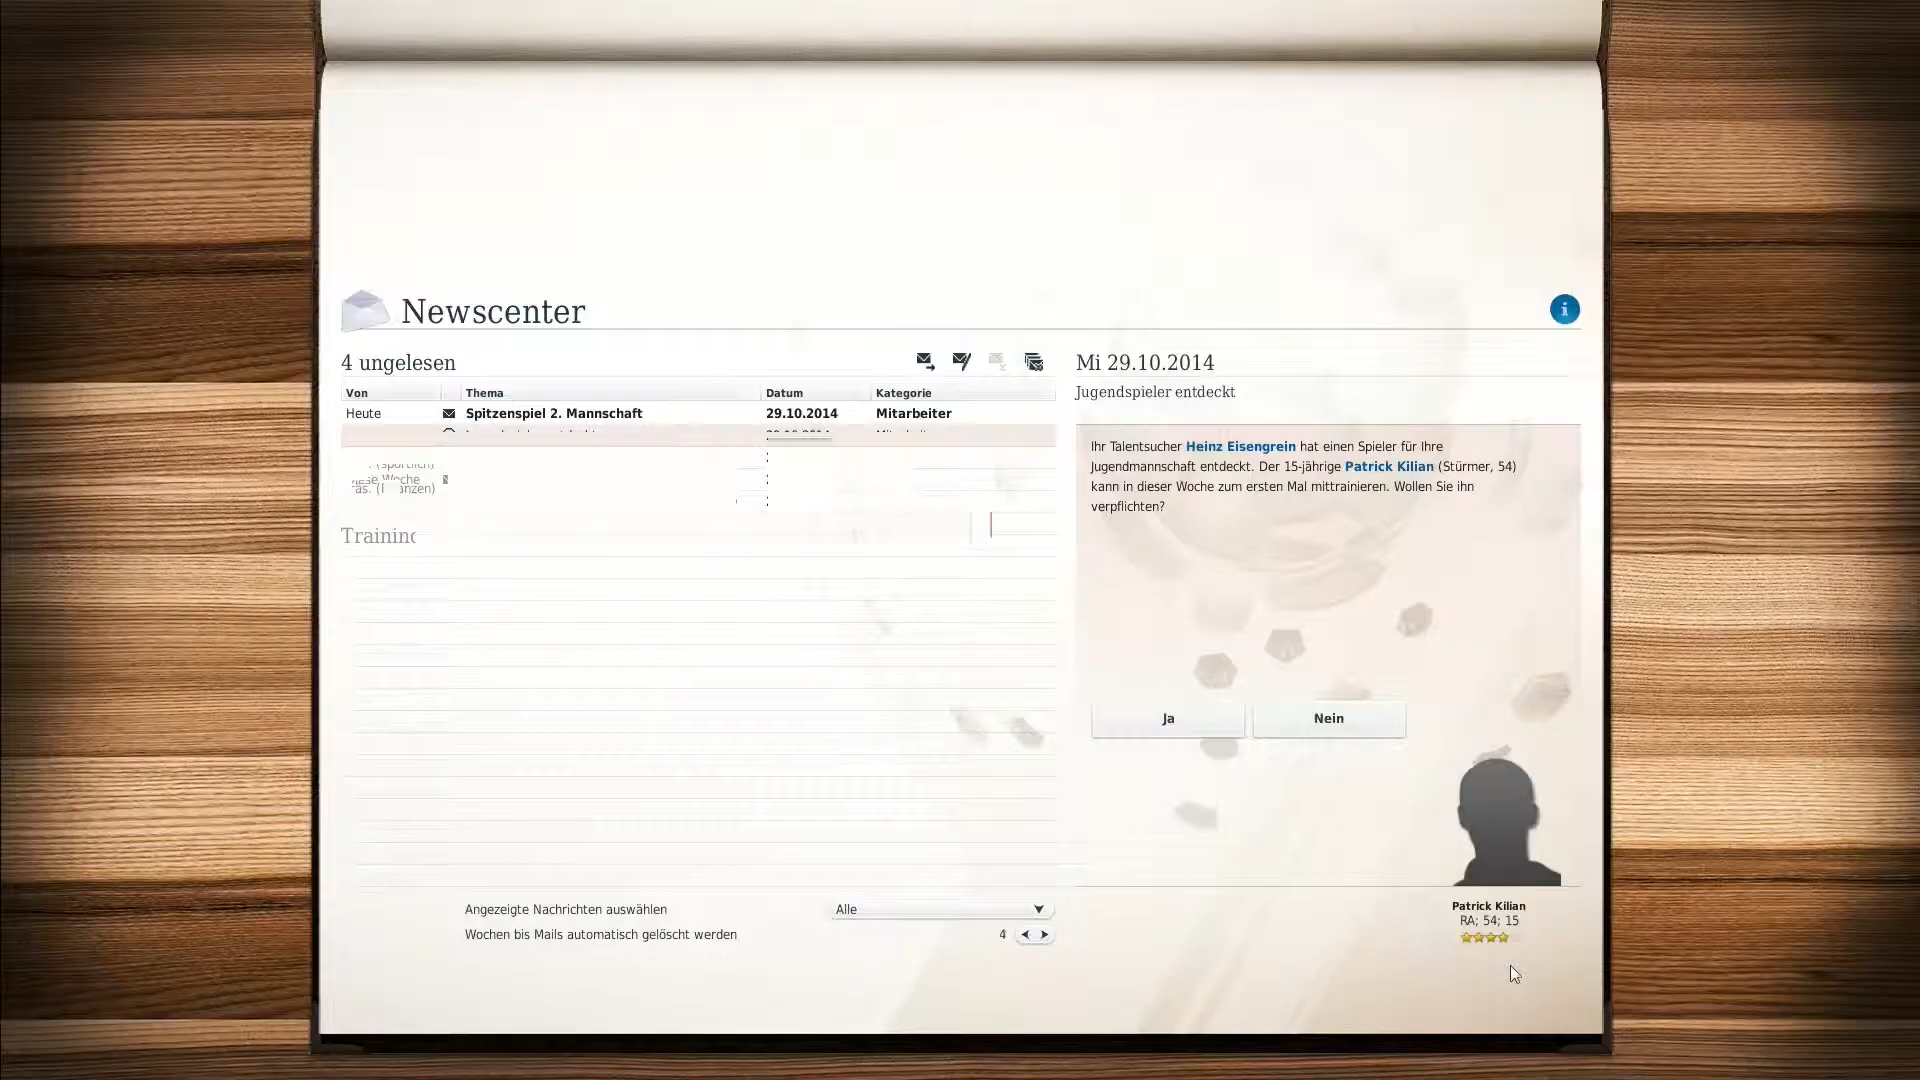 Newscenter
4 ungelesen
Von Thema Datum Kategorie
Heute Spitzenspiel 2. Mannschaft 29.10.2014 Mitarbeiter
Mi 29.10.2014
Jugendspieler entdeckt
Ihr Talentsucher Heinz Eisengrein hat einen Spieler für Ihre
Jugendmannschaft entdeckt. Der 15-jährige Patrick Kilian (Stürmer, 54)
kann in dieser Woche zum ersten Mal mittrainieren. Wollen Sie ihn
verpflichten?
Ja Nein
Angezeigte Nachrichten auswählen Alle
Wochen bis Mails automatisch gelöscht werden 4
Patrick Kilian
RA; 54; 15